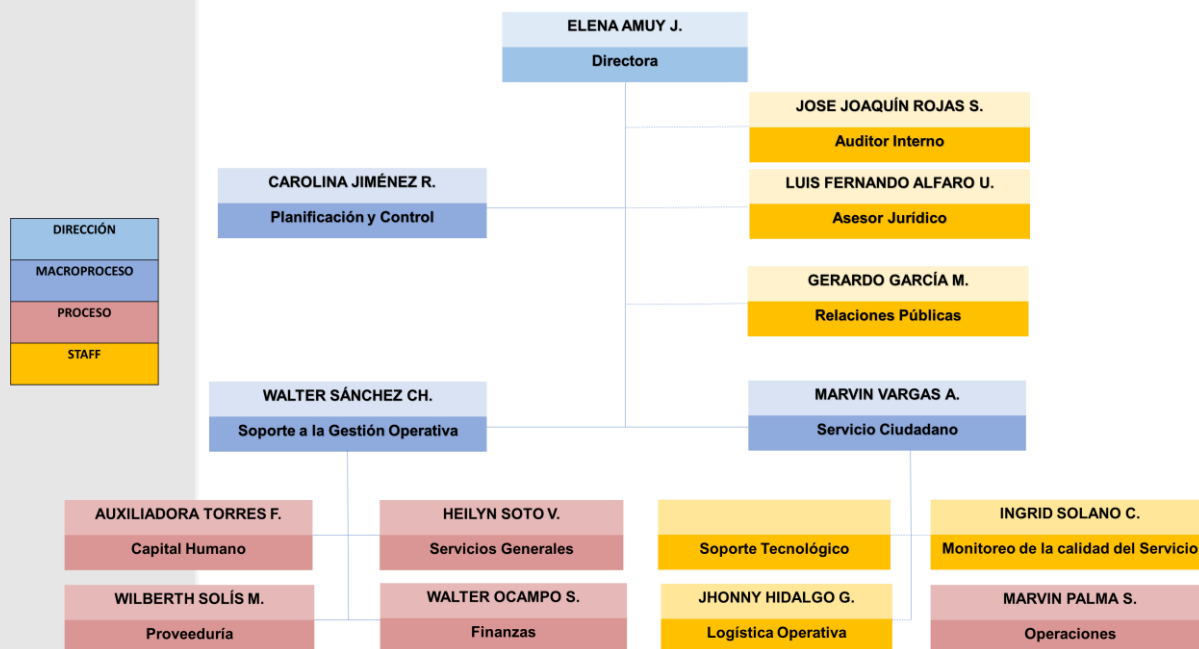 ELENA AMUY J.
Directora
JOSE JOAQUÍN ROJAS S.
Auditor Interno
CAROLINA JIMÉNEZ R.
Planificación y Control
LUIS FERNANDO ALFARO U.
Asesor Jurídico
DIRECCIÓN
MACROPROCESO
PROCESO
STAFF
GERARDO GARCÍA M.
Relaciones Públicas
WALTER SÁNCHEZ CH.
Soporte a la Gestión Operativa
MARVIN VARGAS A.
Servicio Ciudadano
AUXILIADORA TORRES F.
Capital Humano
HEILYN SOTO V.
Servicios Generales
Soporte Tecnológico
INGRID SOLANO C.
Monitoreo de la calidad del Servicio
WILBERTH SOLÍS M.
Proveeduría
WALTER OCAMPO S.
Finanzas
JHONNY HIDALGO G.
Logística Operativa
MARVIN PALMA S.
Operaciones